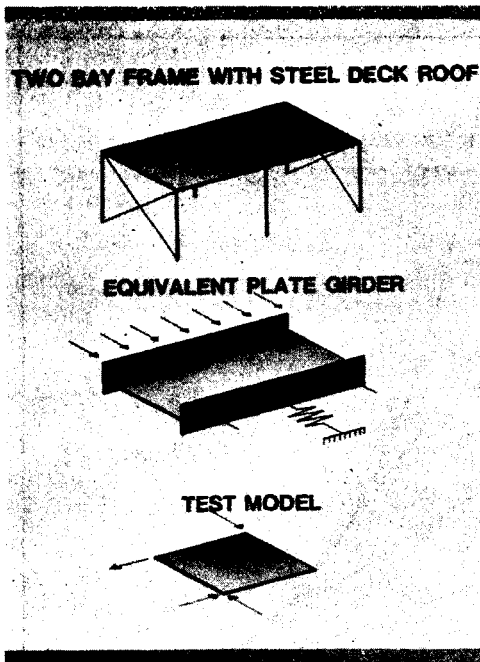 TWO BAY FRAME WITH STEEL DECK ROOF
EQUIVALENT PLATE GIRDER
TEST MODEL